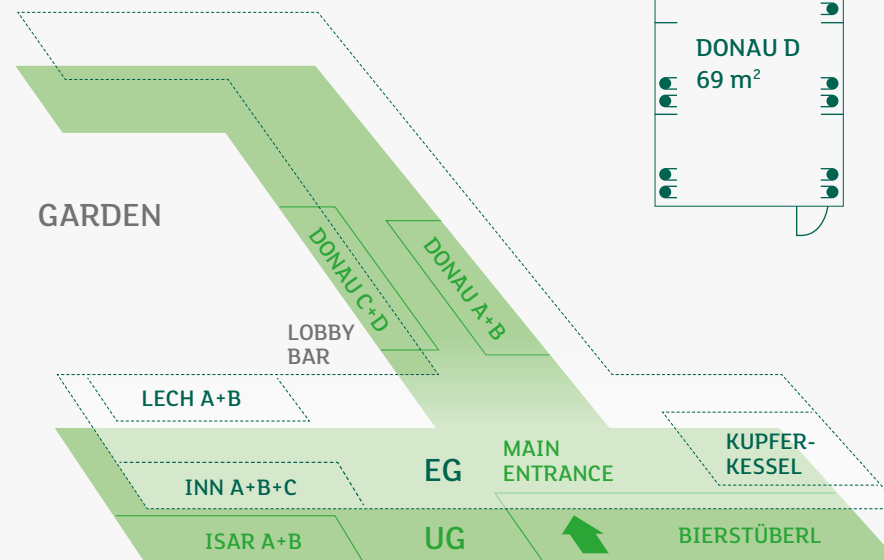 DONAU D
69 m²
GARDEN
DONAU C+D
DONAU A+B
LOBBY
BAR
LECH A+B
MAIN
ENTRANCE
KUPFER-
KESSEL
EG
INN A+B+C
ISAR A+B
UG
BIERSTÜBERL